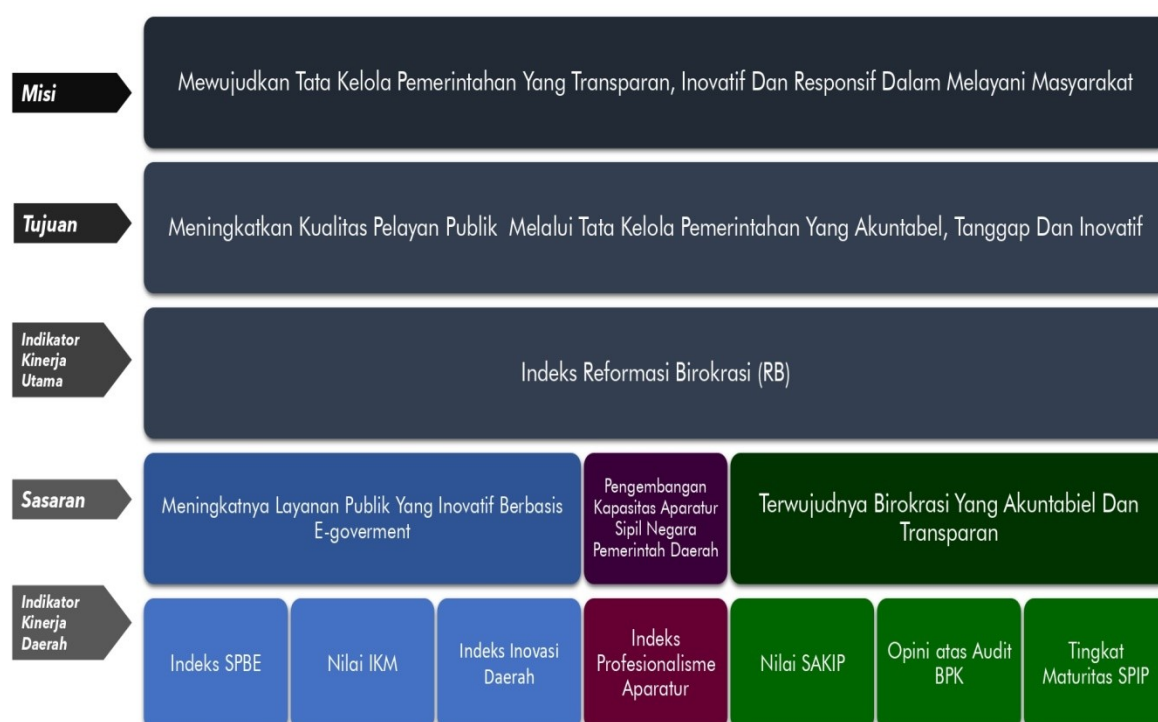 Misi
Mewujudkan Tata Kelola Pemerintahan Yang Transparan, Inovatif Dan Responsif Dalam Melayani Masyarakat
Tujuan
Meningkatkan Kualitas Pelayan Publik Melalui Tata Kelola Pemerintahan Yang Akuntabel, Tanggap Dan Inovatif
Indikator
Kinerja
Utama
Indeks Reformasi Birokrasi (RB)
Sasaran
Meningkatnya Layanan Publik Yang Inovatif Berbasis
E-goverment
Pengembangan
Kapasitas Aparatur
Sipil Negara
Pemerintah Daerah
Terwujudnya Birokrasi Yang Akuntabiel Dan
Transparan
Indikator
Kinerja
Daerah
Indeks SPBE
Nilai IKM
Indeks Inovasi
Daerah
Indeks
Profesionalisme
Aparatur
Nilai SAKIP
Opini atas Audit
BPK
Tingkat
Maturitas SPIP